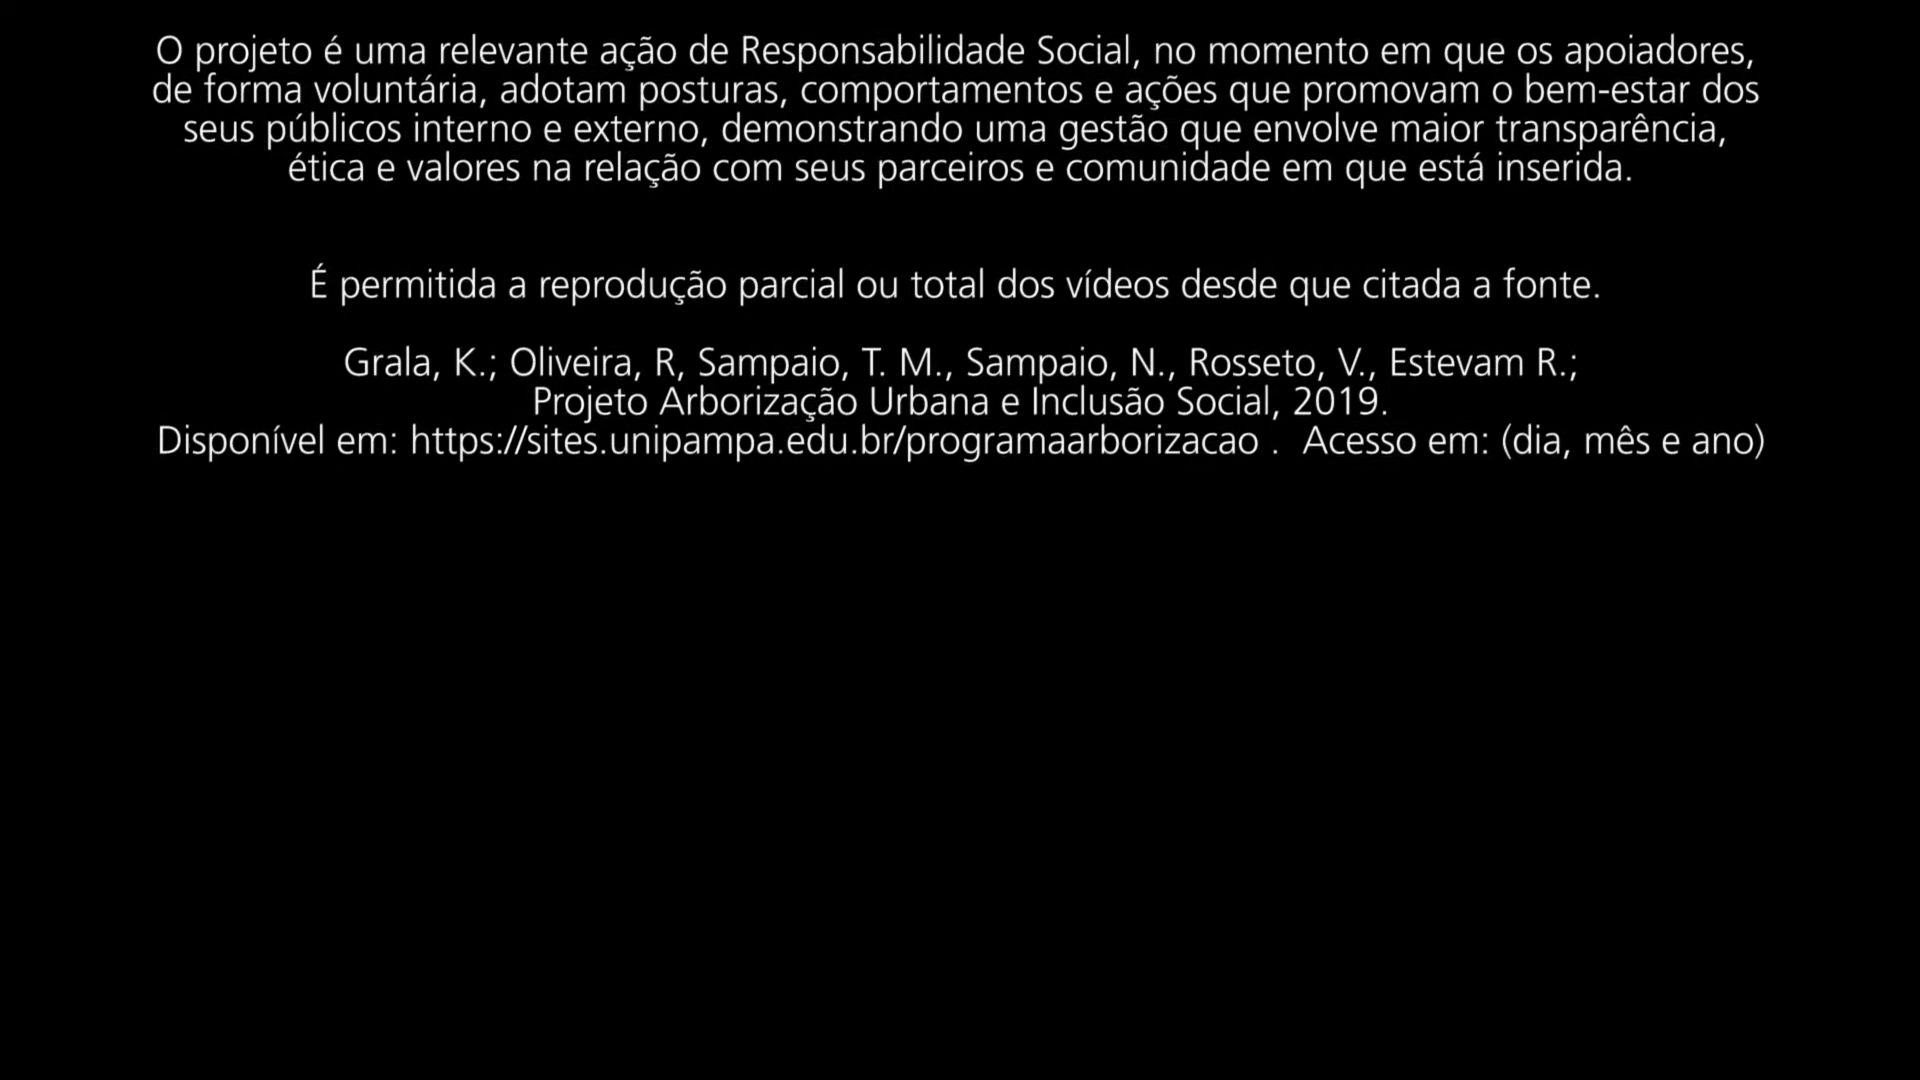 O projeto é uma relevante ação de Responsabilidade Social, no momento em que os apoiadores,
de forma voluntária, adotam posturas, comportamentos e ações que promovam o bem-estar dos
seus públicos interno e externo, demonstrando uma gestão que envolve maior transparência,
ética e valores na relação com seus parceiros e comunidade em que está inserida.
É permitida a reprodução parcial ou total dos vídeos desde que citada a fonte.
Grala, K.; Oliveira, R, Sampaio, T. M., Sampaio, N., Rosseto, V., Estevam R.;
Projeto Arborização Urbana e Inclusão Social, 2019.
Disponível em: https://sites.unipampa.edu.br/programaarborizacao .  Acesso em: (dia, mês e ano)